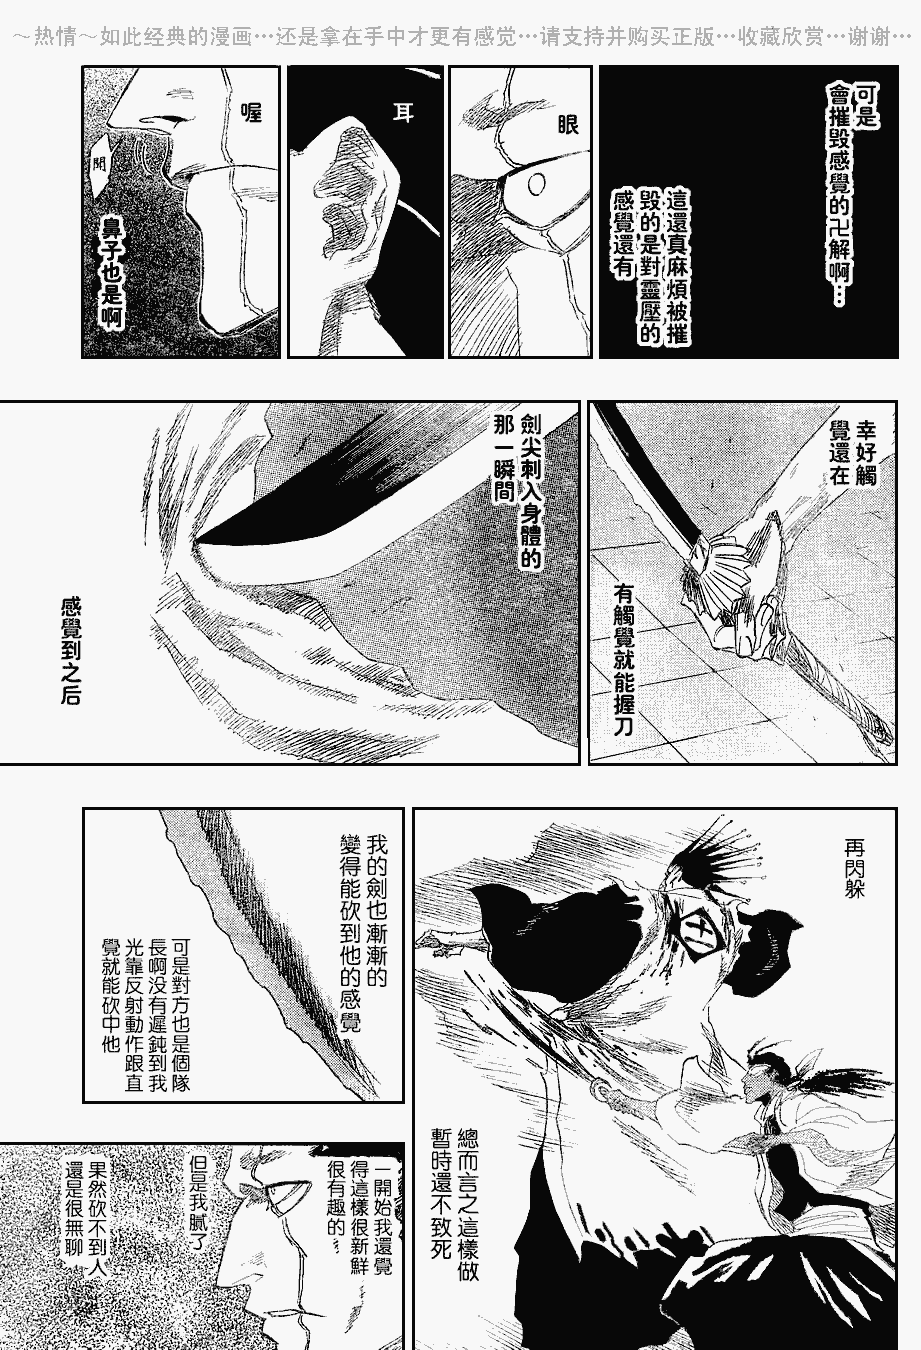 ～热情～如此经典的漫画…还是拿在手中才更有感觉…请支持并购买正版…收藏欣赏…谢谢…
可是
會摧毀感覺的卍解啊…
這還真麻煩被摧
毀的是對靈壓的
感覺還有
眼
耳
喔
聞
鼻子也是啊
幸好觸
覺還在
有觸覺就能握刀
劍尖刺入身體的
那一瞬間
感覺到之后
再閃躲
總而言之這樣做
暫時還不致死
我的劍也漸漸的
變得能砍到他的感覺
可是對方也是個隊
長啊没有遲鈍到我
光靠反射動作跟直
覺就能砍中他
一開始我還覺
得這樣很新鮮
很有趣的…
但是我膩了
果然砍不到人
還是很無聊